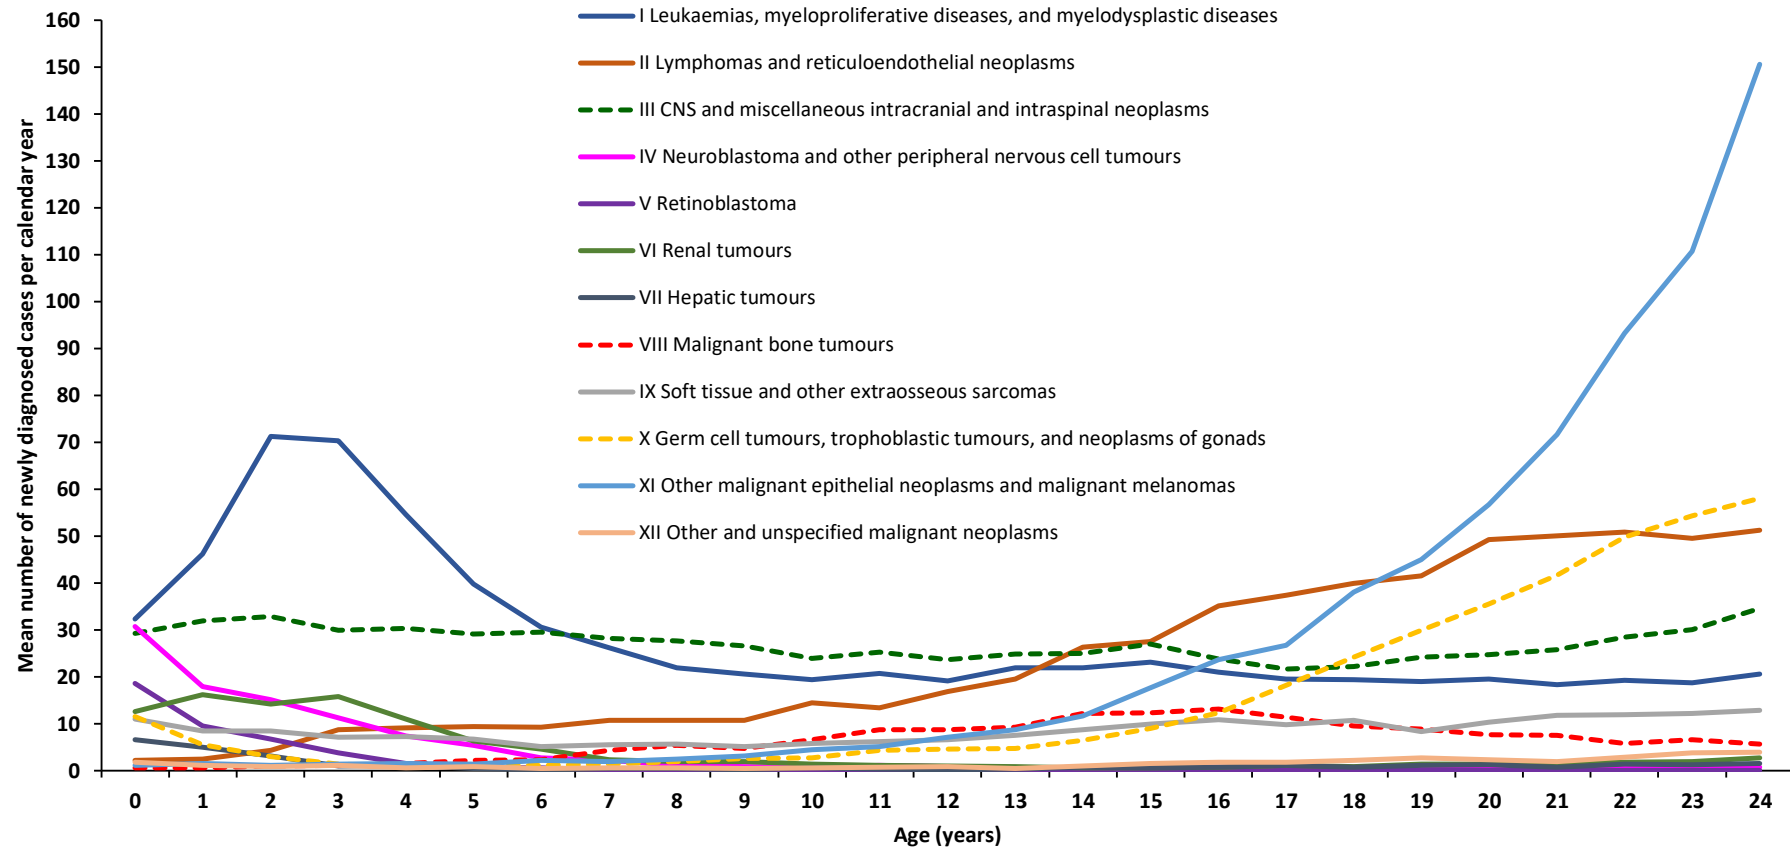 160
150
140
130
120
110
100
90
80
70
60
50
40
30
20
10
0
Mean number of newly diagnosed cases per calendar year
I Leukaemias, myeloproliferative diseases, and myelodysplastic diseases
II Lymphomas and reticuloendothelial neoplasms
III CNS and miscellaneous intracranial and intraspinal neoplasms
IV Neuroblastoma and other peripheral nervous cell tumours
V Retinoblastoma
VI Renal tumours
VII Hepatic tumours
VIII Malignant bone tumours
IX Soft tissue and other extraosseous sarcomas
X Germ cell tumours, trophoblastic tumours, and neoplasms of gonads
XI Other malignant epithelial neoplasms and malignant melanomas
XII Other and unspecified malignant neoplasms
0 1 2 3 4 5 6 7 8 9 10 11 12 13 14 15 16 17 18 19 20 21 22 23 24
Age (years)